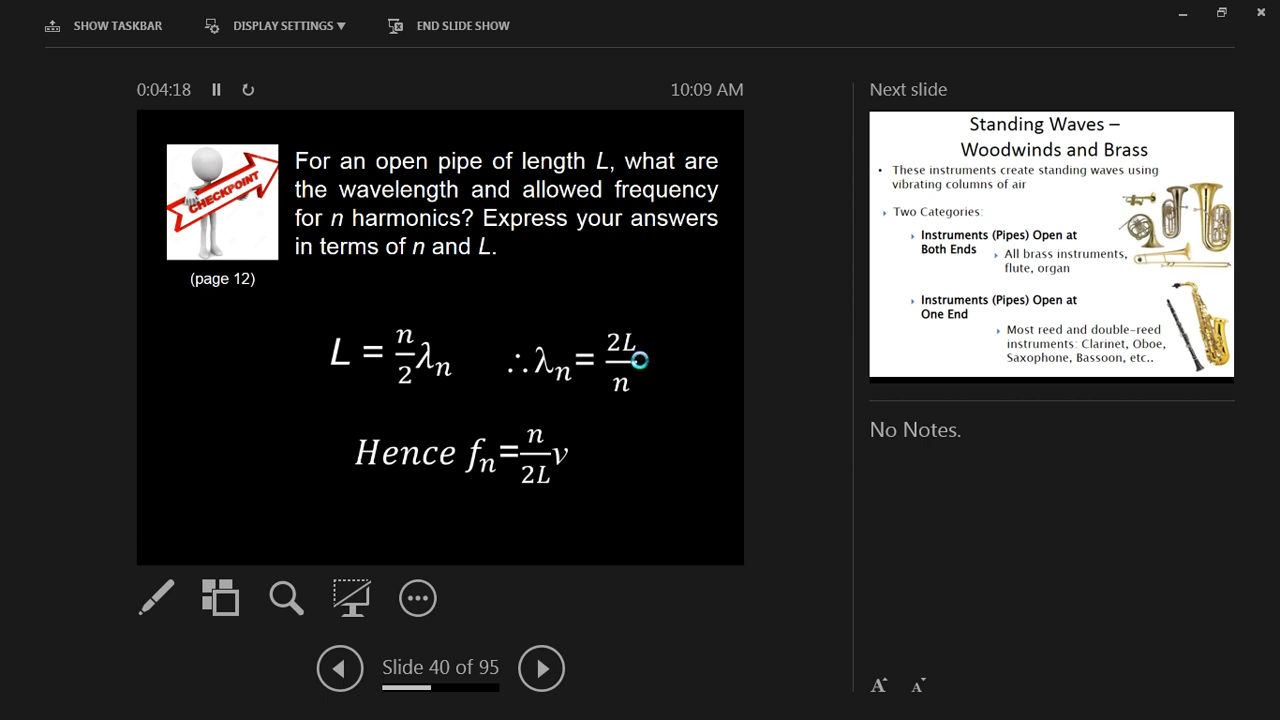 SHOW TASKBAR
DISPLAY SETTINGS ▼
END SLIDE SHOW
0:04:18
10:09 AM
CHECKPOINT
(page 12)
For an open pipe of length L, what are
the wavelength and allowed frequency
for n harmonics? Express your answers
in terms of n and L.
L = n/2 λₙ ∴λₙ= 2L/n
Hence fₙ=n/2L v
Slide 40 of 95
Next slide
Standing Waves –
Woodwinds and Brass
• These instruments create standing waves using
vibrating columns of air
Two Categories:
Instruments (Pipes) Open at
Both Ends
All brass instruments,
flute, organ
Instruments (Pipes) Open at
One End
Most reed and double-reed
instruments: Clarinet, Oboe,
Saxophone, Bassoon, etc..
No Notes.
A A